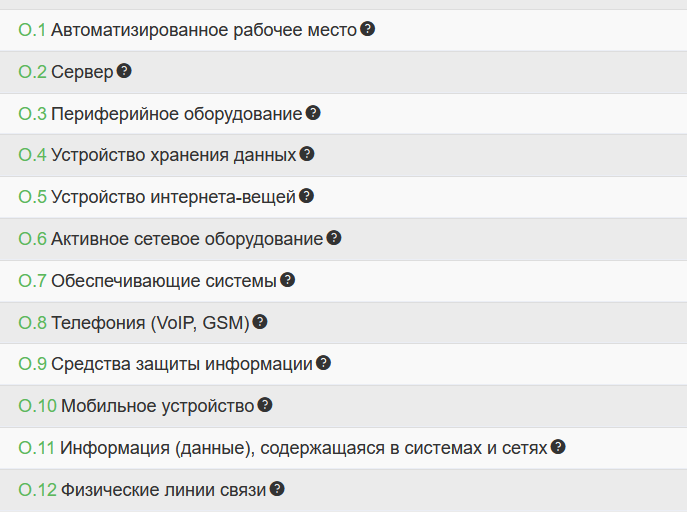 О.1 Автоматизированное рабочее место ?
О.2 Сервер ?
О.3 Периферийное оборудование ?
О.4 Устройство хранения данных ?
О.5 Устройство интернета-вещей ?
О.6 Активное сетевое оборудование ?
О.7 Обеспечивающие системы ?
О.8 Телефония (VoIP, GSM) ?
О.9 Средства защиты информации ?
О.10 Мобильное устройство ?
О.11 Информация (данные), содержащаяся в системах и сетях ?
О.12 Физические линии связи ?